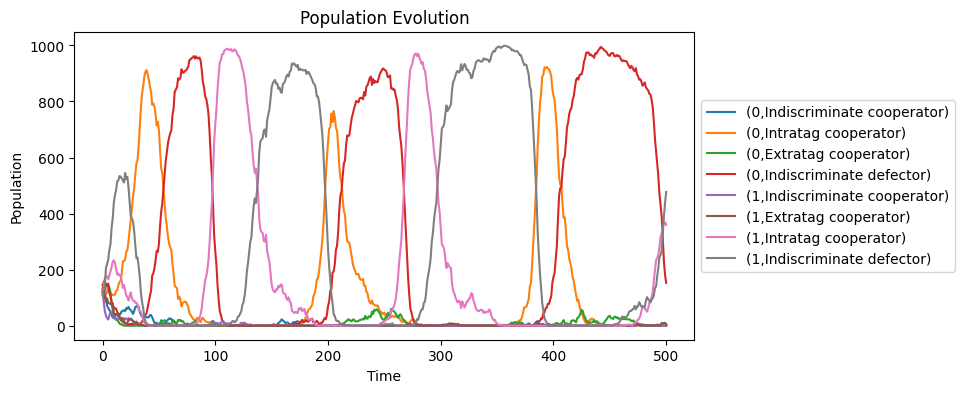 Population Evolution
1000
800
600
400
200
0
Population
0
100
200
300
400
500
Time
(0,Indiscriminate cooperator)
(0,Intratag cooperator)
(0,Extratag cooperator)
(0,Indiscriminate defector)
(1,Indiscriminate cooperator)
(1,Extratag cooperator)
(1,Intratag cooperator)
(1,Indiscriminate defector)